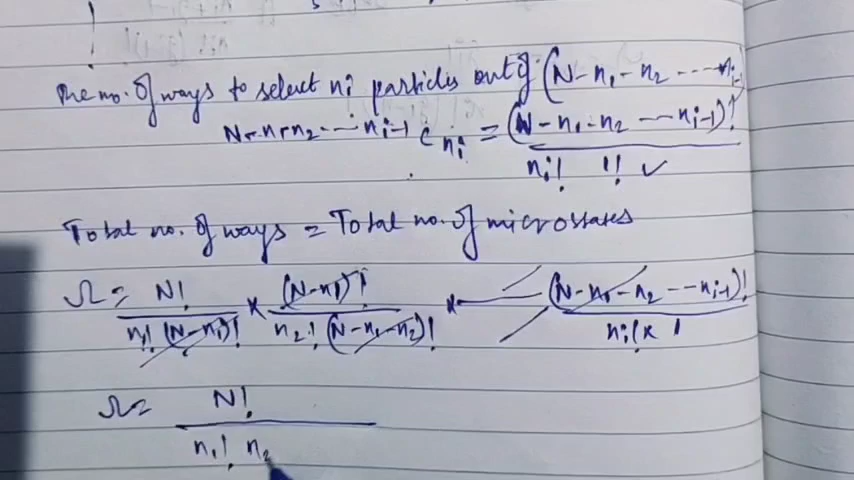 The no. of ways to select ni particles out of (N - n1 - n2 ---- ni-1)
N-n1-n2 --- ni-1 C ni = (N - n1 - n2 --- ni-1)!
ni! 1! ✓
Total no. of ways = Total no. of microstates
Ω = N! × (N-n1)! × (N - n1 - n2 --- ni-1)!
n1! (N-n1)! n2! (N-n1-n2)! ni! × 1
Ω = N!
n1! n2